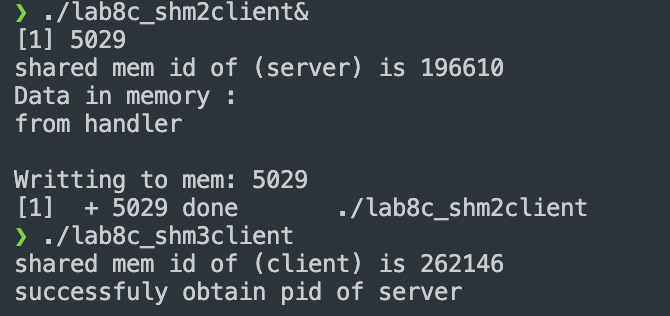 ❯ ./lab8c_shm2client&
[1] 5029
shared mem id of (server) is 196610
Data in memory :
from handler

Writting to mem: 5029
[1]  + 5029 done       ./lab8c_shm2client
❯ ./lab8c_shm3client
shared mem id of (client) is 262146
successfuly obtain pid of server